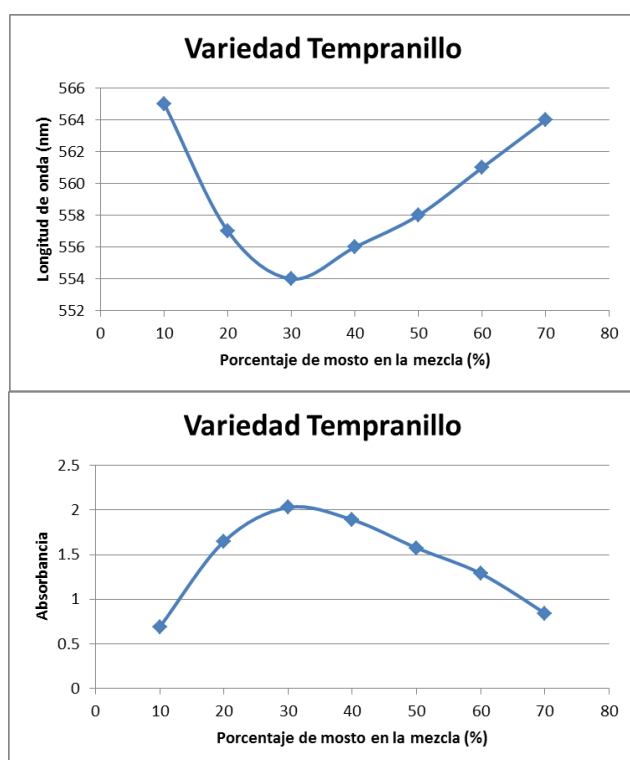 Variedad Tempranillo
566
564
562
560
558
556
554
552
Longitud de onda (nm)
0 10 20 30 40 50 60 70 80
Porcentaje de mosto en la mezcla (%)
Variedad Tempranillo
2.5
2
1.5
1
0.5
0
Absorbancia
0 10 20 30 40 50 60 70 80
Porcentaje de mosto en la mezcla (%)